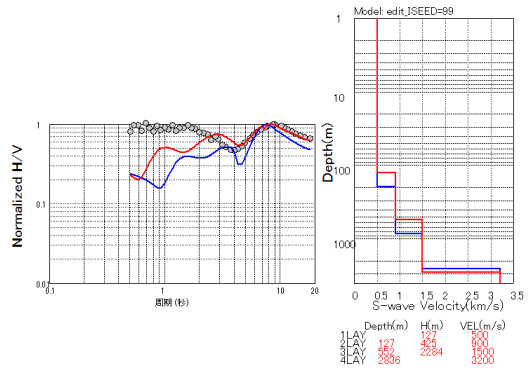 Model: edit_ISEED=99
Normalized H/V
1
0.1
0.01
0.1
1
10
20
周期(秒)
Depth(m)
1
10
100
1000
0
0.5
1
1.5
2
2.5
3
3.5
S-wave Velocity(km/s)
Depth(m) H(m) VEL(m/s)
1LAY 127 500
2LAY 127 425 900
3LAY 552 2284 1500
4LAY 2836 3200